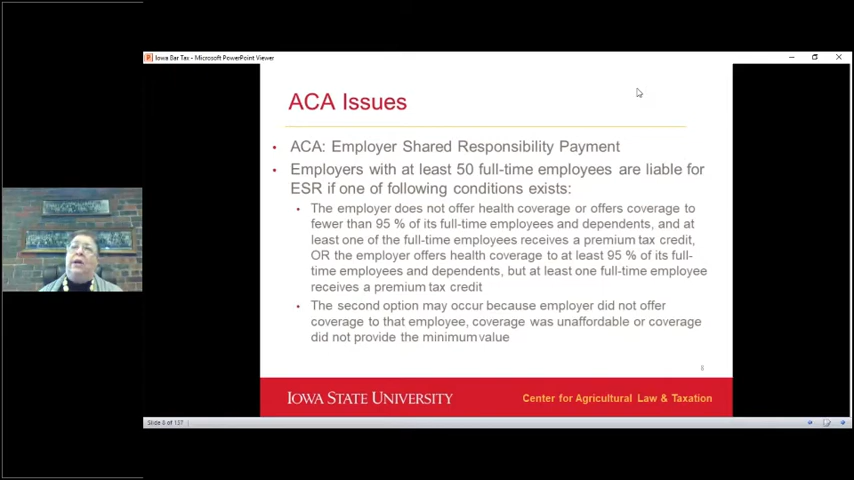 Iowa Bar Tax - Microsoft PowerPoint Viewer
ACA Issues
• ACA: Employer Shared Responsibility Payment
• Employers with at least 50 full-time employees are liable for
ESR if one of following conditions exists:
• The employer does not offer health coverage or offers coverage to
fewer than 95 % of its full-time employees and dependents, and at
least one of the full-time employees receives a premium tax credit,
OR the employer offers health coverage to at least 95 % of its full-
time employees and dependents, but at least one full-time employee
receives a premium tax credit
• The second option may occur because employer did not offer
coverage to that employee, coverage was unaffordable or coverage
did not provide the minimum value
IOWA STATE UNIVERSITY
Center for Agricultural Law & Taxation